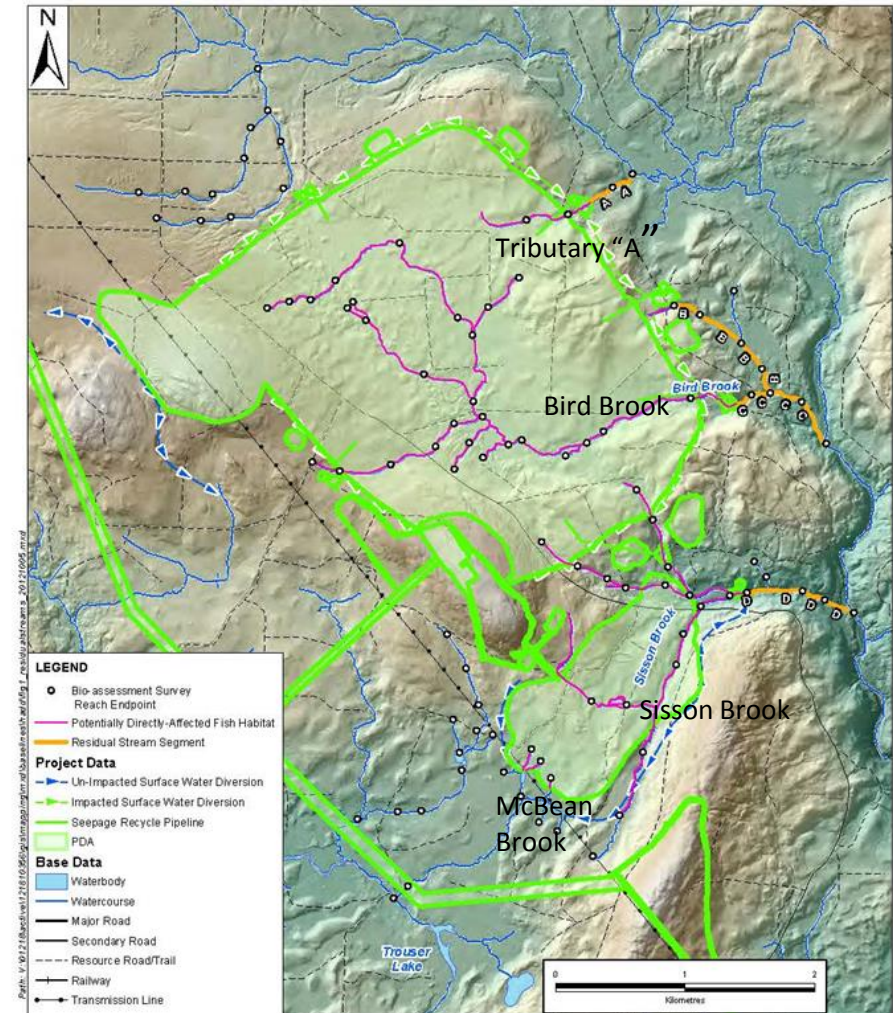 N
A
A
Tributary “A”
B
B
B
B
Bird Brook
Bird Brook
C
C
C
C
D
D
D
D
Sisson Brook
Sisson Brook
McBean
Brook
Trouser
Lake
LEGEND
Bio-assessment Survey
Reach Endpoint
Potentially Directly-Affected Fish Habitat
Residual Stream Segment
Project Data
Un-Impacted Surface Water Diversion
Impacted Surface Water Diversion
Seepage Recycle Pipeline
PDA
Base Data
Waterbody
Watercourse
Major Road
Secondary Road
Resource Road/Trail
Railway
Transmission Line
0 1 2
Kilometres